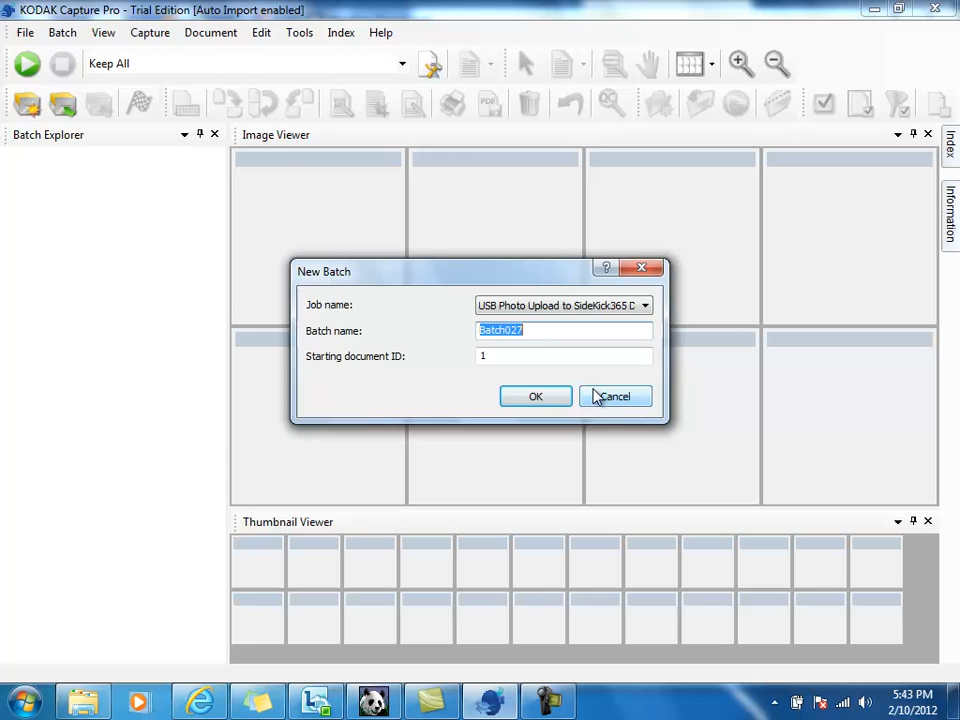 KODAK Capture Pro - Trial Edition [Auto Import enabled]
File Batch View Capture Document Edit Tools Index Help
Keep All
Batch Explorer
Image Viewer
Index
Information
New Batch
Job name: USB Photo Upload to SideKick365 D
Batch name: Batch027
Starting document ID: 1
OK Cancel
Thumbnail Viewer
5:43 PM
2/10/2012